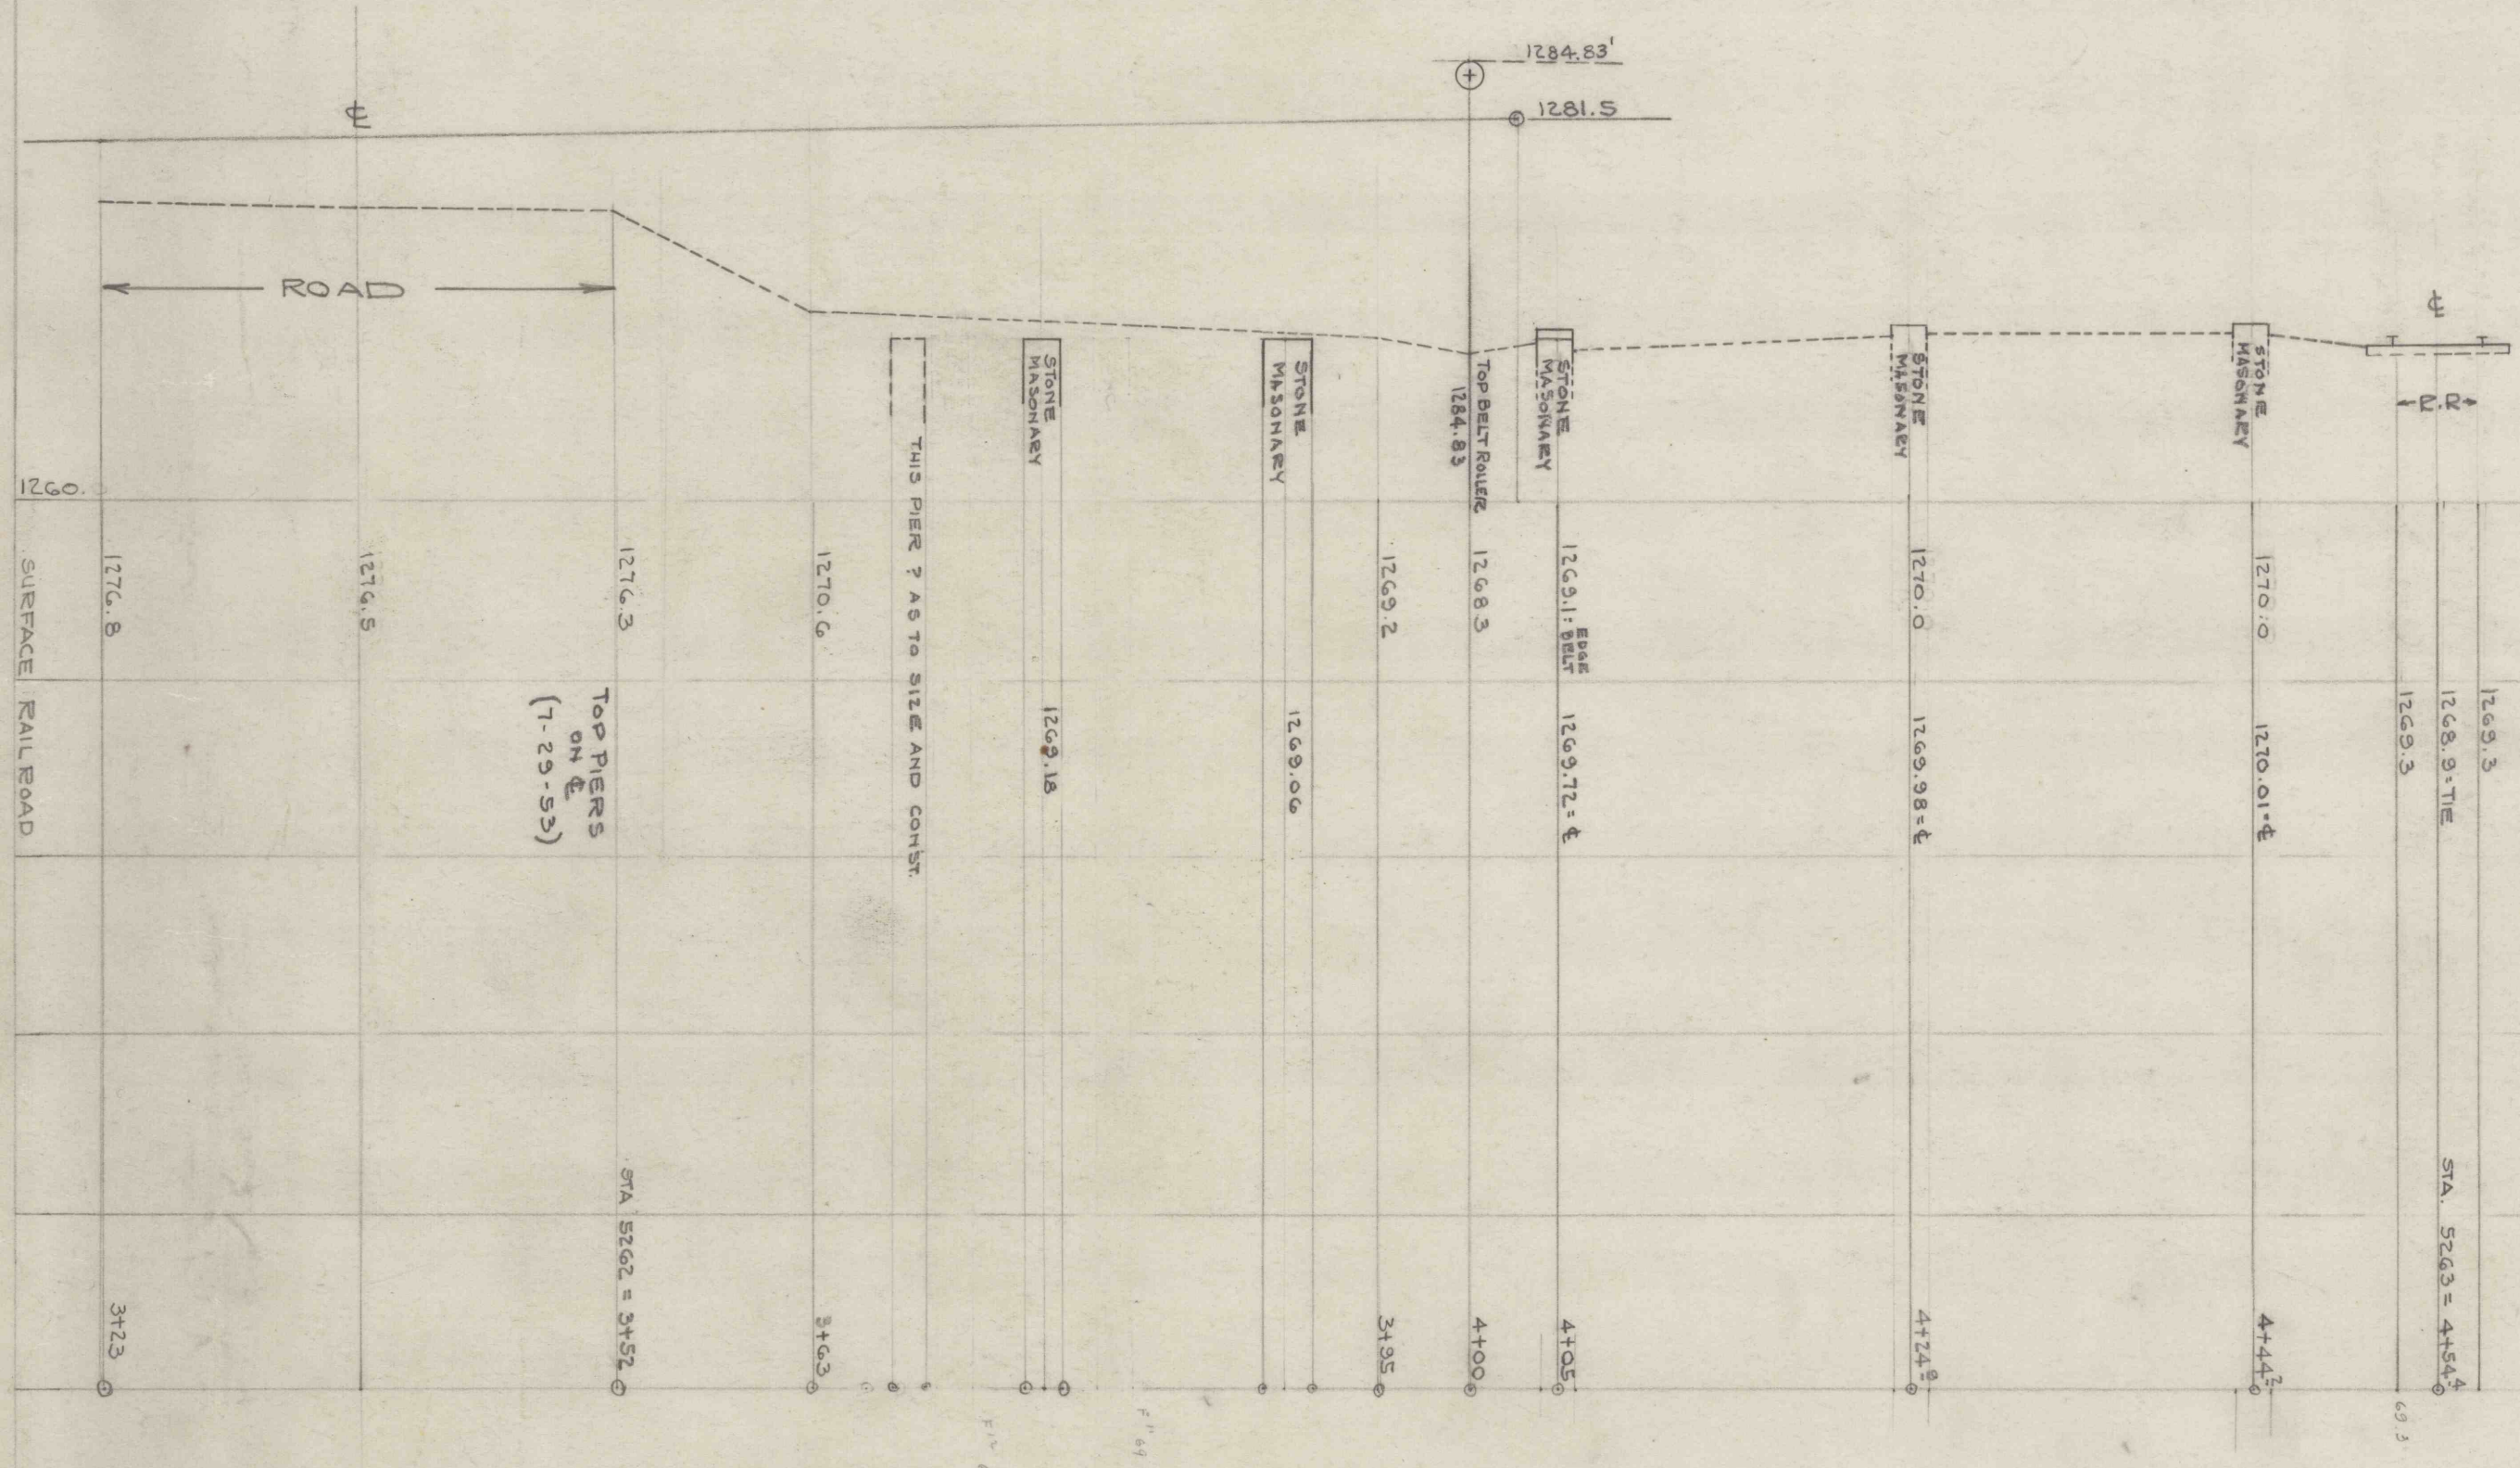 1284.83'
1281.5
℄
ROAD
℄
R.R
1260.
SURFACE RAILROAD
STONE
MASONARY
STONE
MASONARY
TOP BELT ROLLER
1284.83
STONE
MASONARY
STONE
MASONARY
STONE
MASONARY
THIS PIER ? AS TO SIZE AND CONST.
1276.8
1276.5
1276.3
1270.6
1269.2
1268.3
1269.1 = EDGE
BELT
1270.0
1270.0
TOP PIERS
ON ℄
(7-29-53)
1269.18
1269.06
1269.72 = ℄
1269.98 = ℄
1270.01 = ℄
1269.3
1268.9 = TIE
1269.3
3+23
STA 5262 = 3+52
3+63
3+95
4+00
4+05
4+24.8
4+44.2
STA. 5263 = 4+54.4
69.3